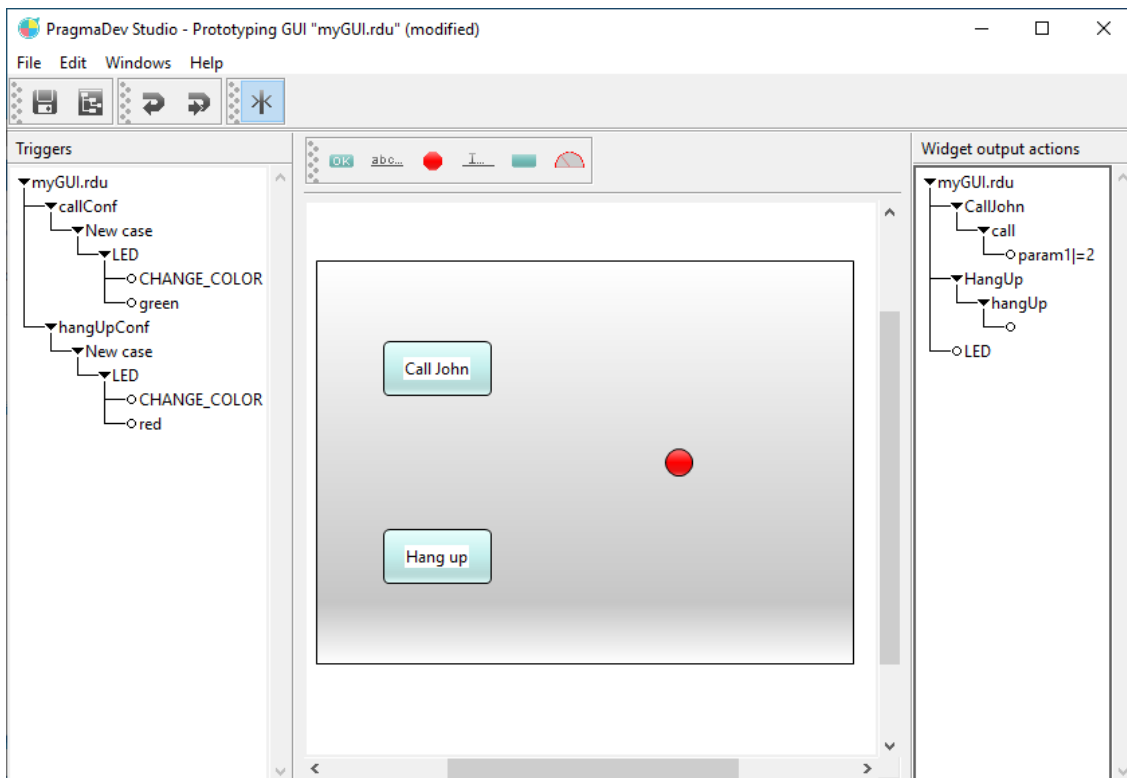 PragmaDev Studio - Prototyping GUI "myGUI.rdu" (modified)
File Edit Windows Help
Triggers
myGUI.rdu
callConf
New case
LED
CHANGE_COLOR
green
hangUpConf
New case
LED
CHANGE_COLOR
red
OK abc... I...
Call John
Hang up
Widget output actions
myGUI.rdu
CallJohn
call
param1|=2
HangUp
hangUp
LED